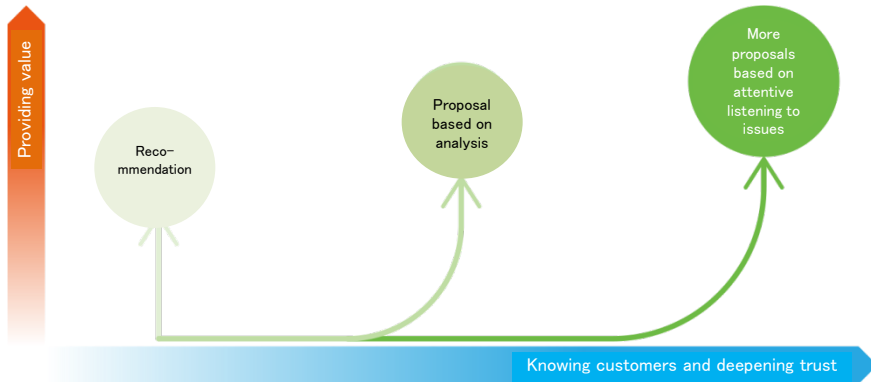 Providing value
Reco-
mmendation
Proposal
based on
analysis
More
proposals
based on
attentive
listening to
issues
Knowing customers and deepening trust